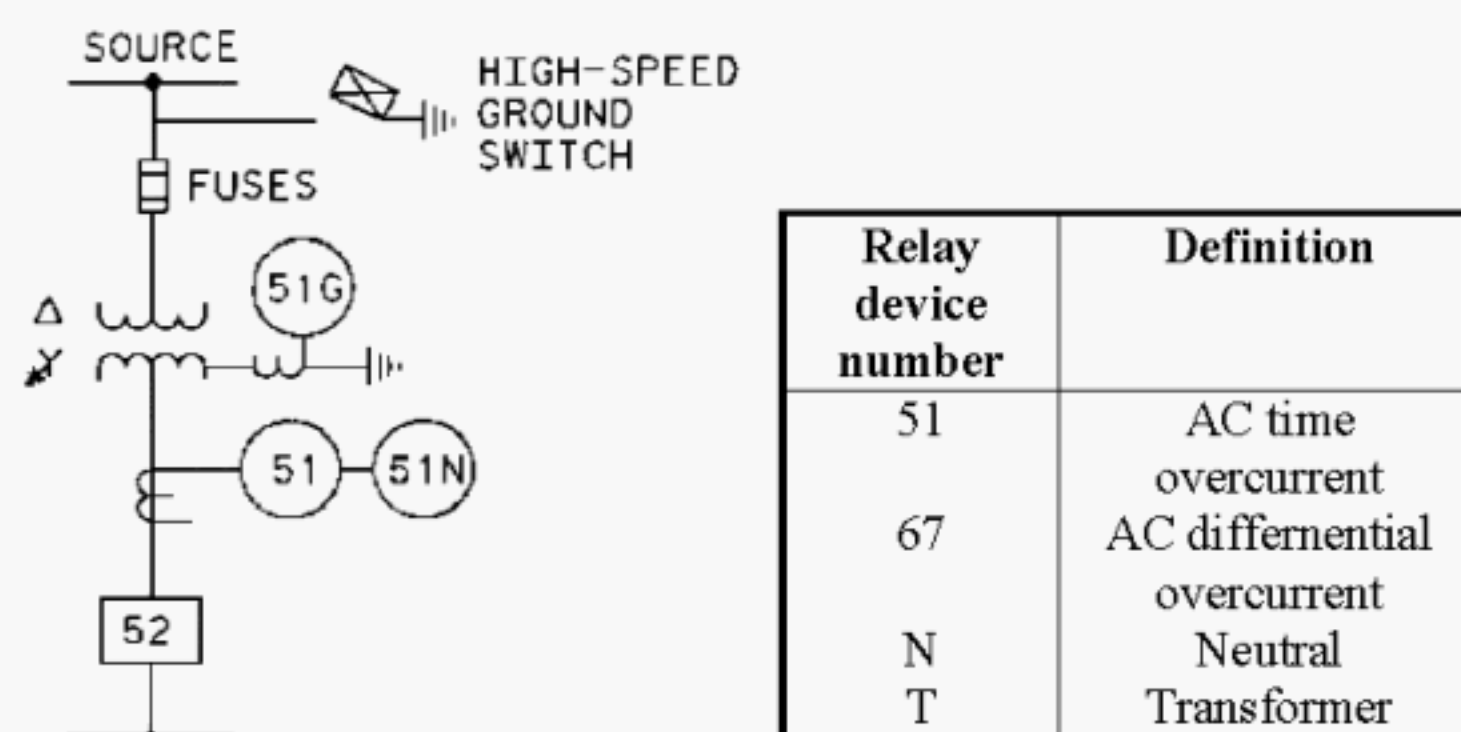 SOURCE
HIGH-SPEED
GROUND
SWITCH
FUSES
51G
Δ
Y
51
51N
52
Relay
device
number
Definition
51
AC time
overcurrent
67
AC differnential
overcurrent
N
Neutral
T
Transformer